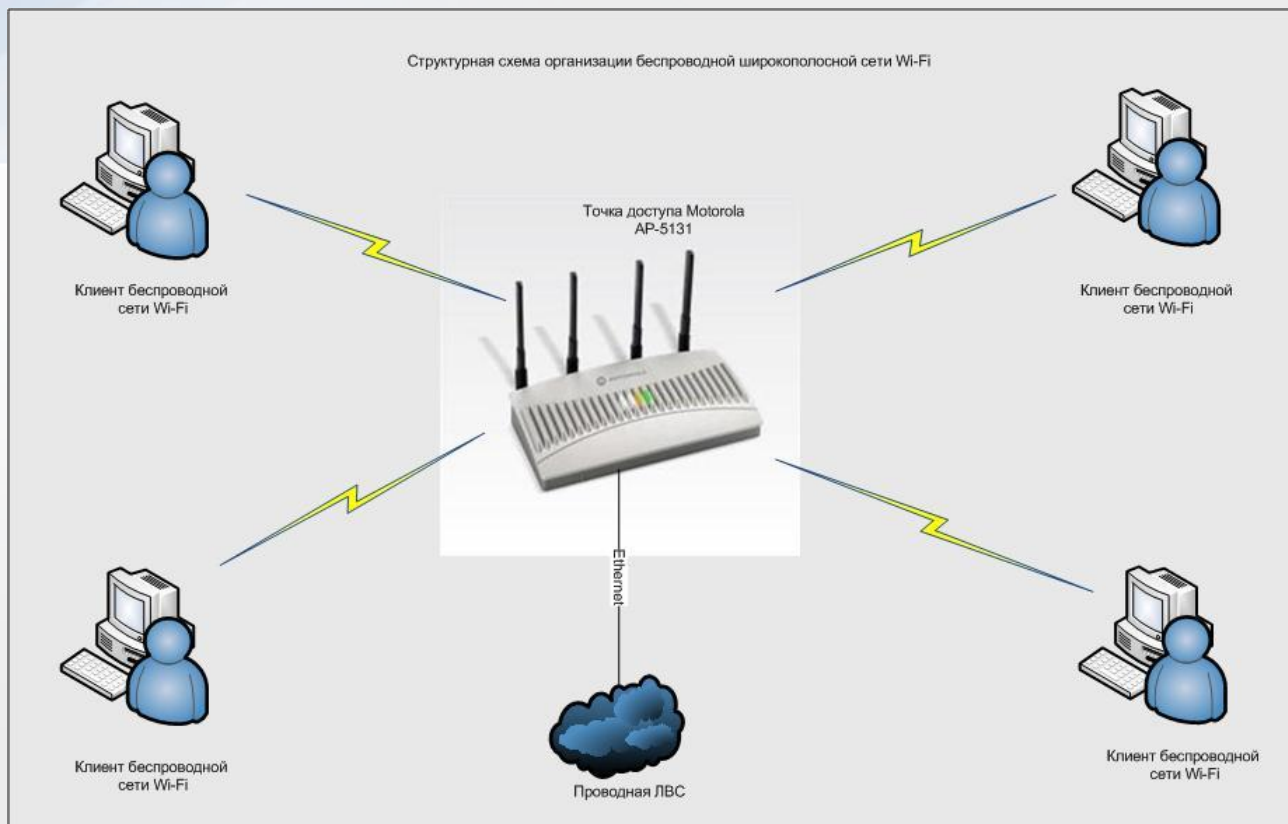 Структурная схема организации беспроводной широкополосной сети Wi-Fi
Точка доступа Motorola
AP-5131
Клиент беспроводной
сети Wi-Fi
Клиент беспроводной
сети Wi-Fi
MOTOROLA
Ethernet
Клиент беспроводной
сети Wi-Fi
Клиент беспроводной
сети Wi-Fi
Проводная ЛВС